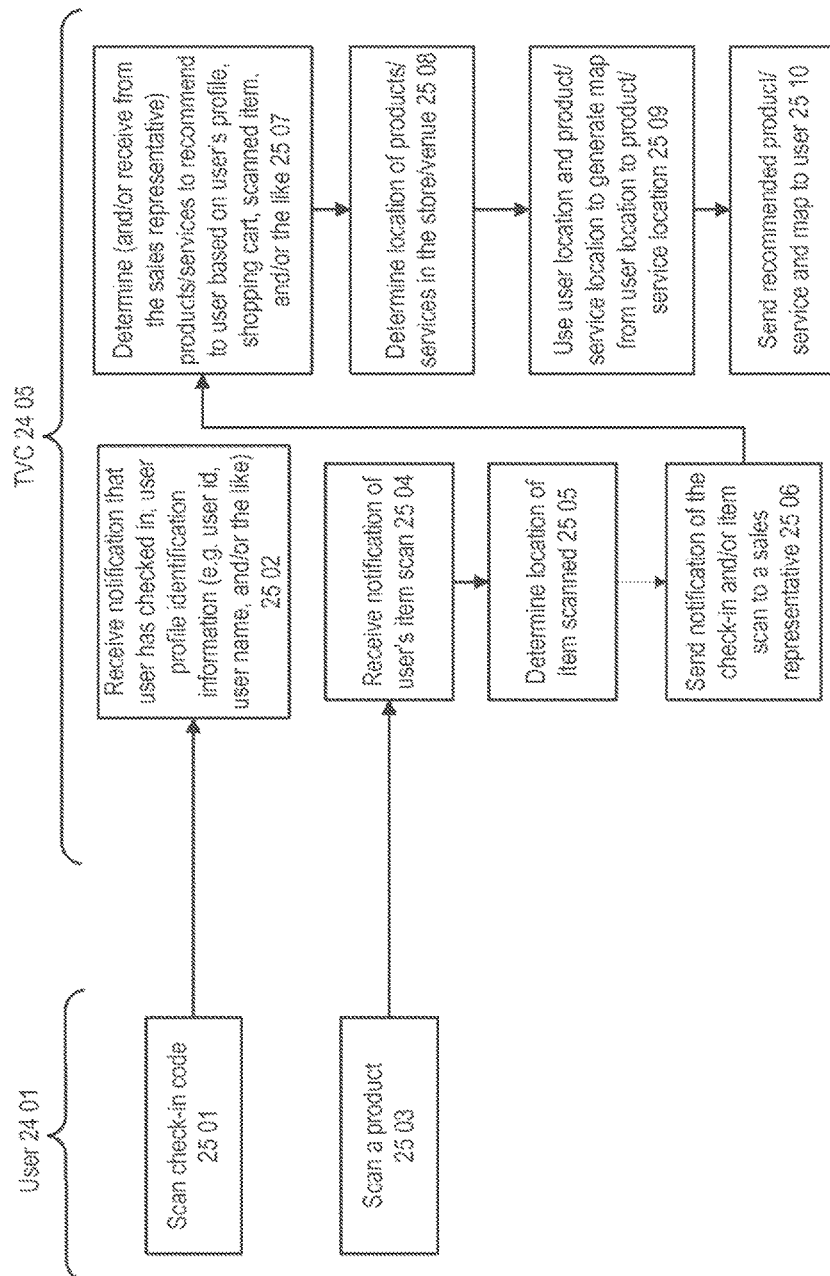 User 24 01
TVC 24 05
Scan check-in code
25 01
Receive notification that
user has checked in, user
profile identification
information (e.g. user id,
user name, and/or the like)
25 02
Scan a product
25 03
Receive notification of
user's item scan 25 04
Determine location of
item scanned 25 05
Send notification of the
check-in and/or item
scan to a sales
representative 25 06
Determine (and/or receive from
the sales representative)
products/services to recommend
to user based on user's profile,
shopping cart, scanned item,
and/or the like 25 07
Determine location of products/
services in the store/venue 25 08
Use user location and product/
service location to generate map
from user location to product/
service location 25 09
Send recommended product/
service and map to user 25 10